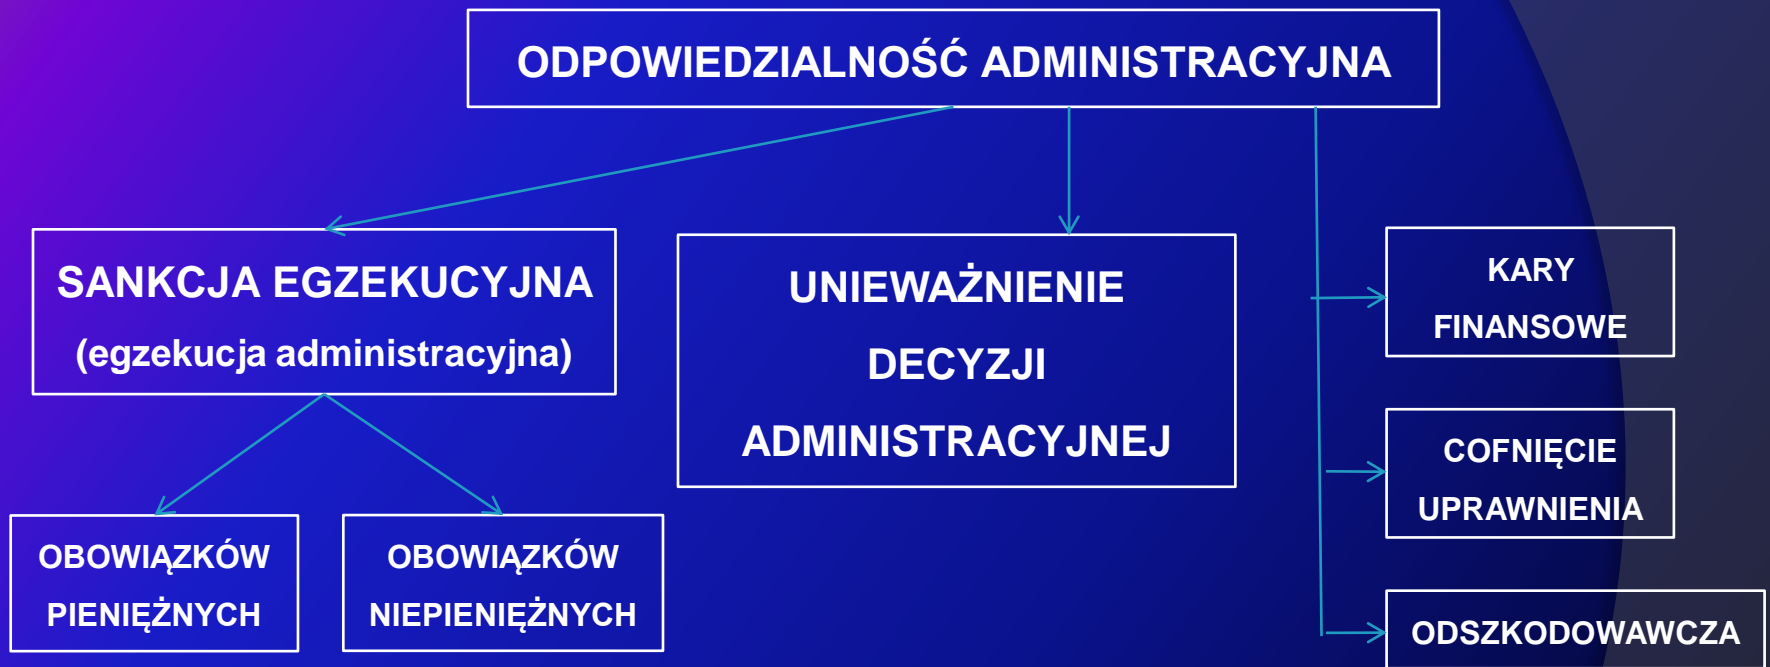 ODPOWIEDZIALNOŚĆ ADMINISTRACYJNA
SANKCJA EGZEKUCYJNA
(egzekucja administracyjna)
OBOWIĄZKÓW
PIENIĘŻNYCH
OBOWIĄZKÓW
NIEPIENIĘŻNYCH
UNIEWAŻNIENIE
DECYZJI
ADMINISTRACYJNEJ
KARY
FINANSOWE
COFNIĘCIE
UPRAWNIENIA
ODSZKODOWAWCZA